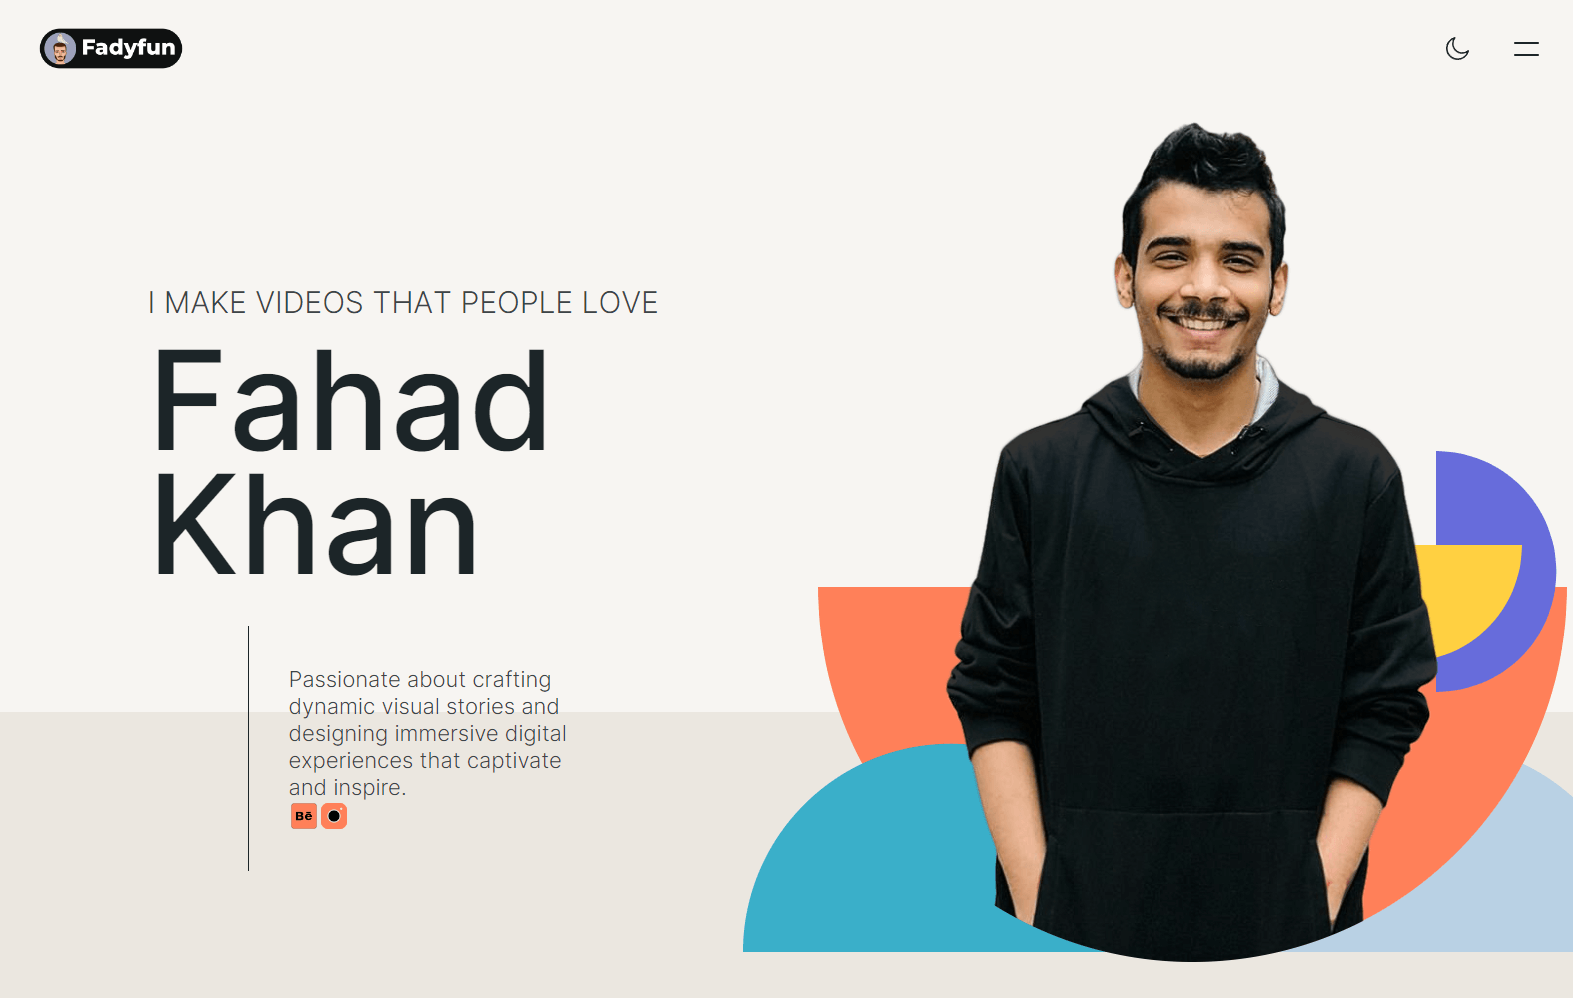 Fadyfun
I MAKE VIDEOS THAT PEOPLE LOVE
Fahad
Khan
Passionate about crafting
dynamic visual stories and
designing immersive digital
experiences that captivate
and inspire.
Bē